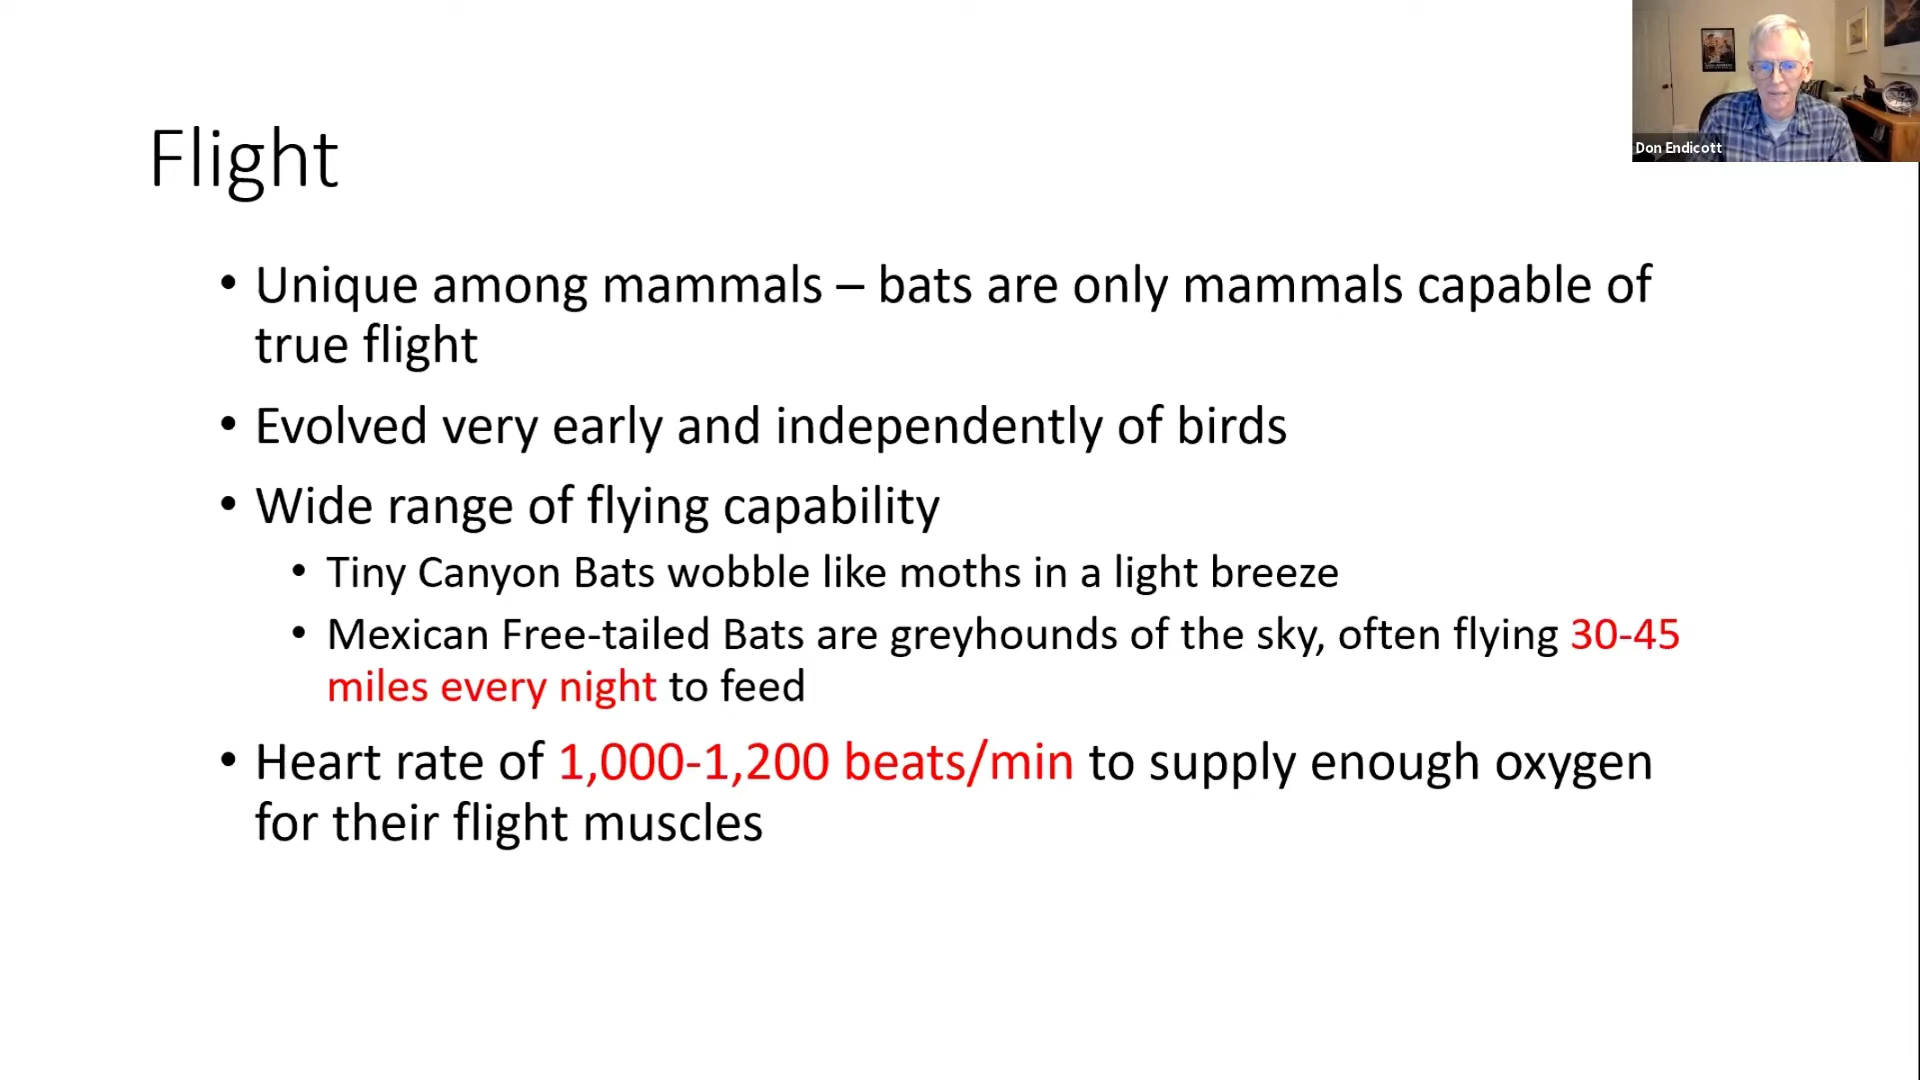 Flight
• Unique among mammals – bats are only mammals capable of
true flight
• Evolved very early and independently of birds
• Wide range of flying capability
• Tiny Canyon Bats wobble like moths in a light breeze
• Mexican Free-tailed Bats are greyhounds of the sky, often flying 30-45
miles every night to feed
• Heart rate of 1,000-1,200 beats/min to supply enough oxygen
for their flight muscles
Don Endicott